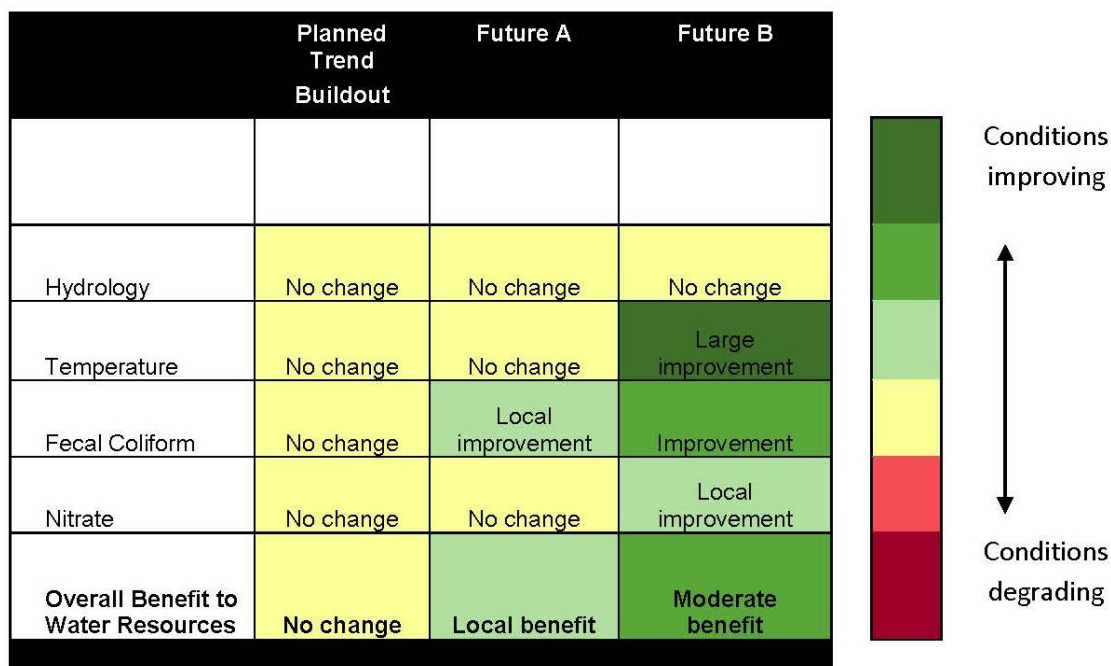 Planned
Trend
Buildout
Future A
Future B
Hydrology
No change
No change
No change
Temperature
No change
No change
Large
improvement
Fecal Coliform
No change
Local
improvement
Improvement
Nitrate
No change
No change
Local
improvement
Overall Benefit to
Water Resources
No change
Local benefit
Moderate
benefit
Conditions
improving
Conditions
degrading